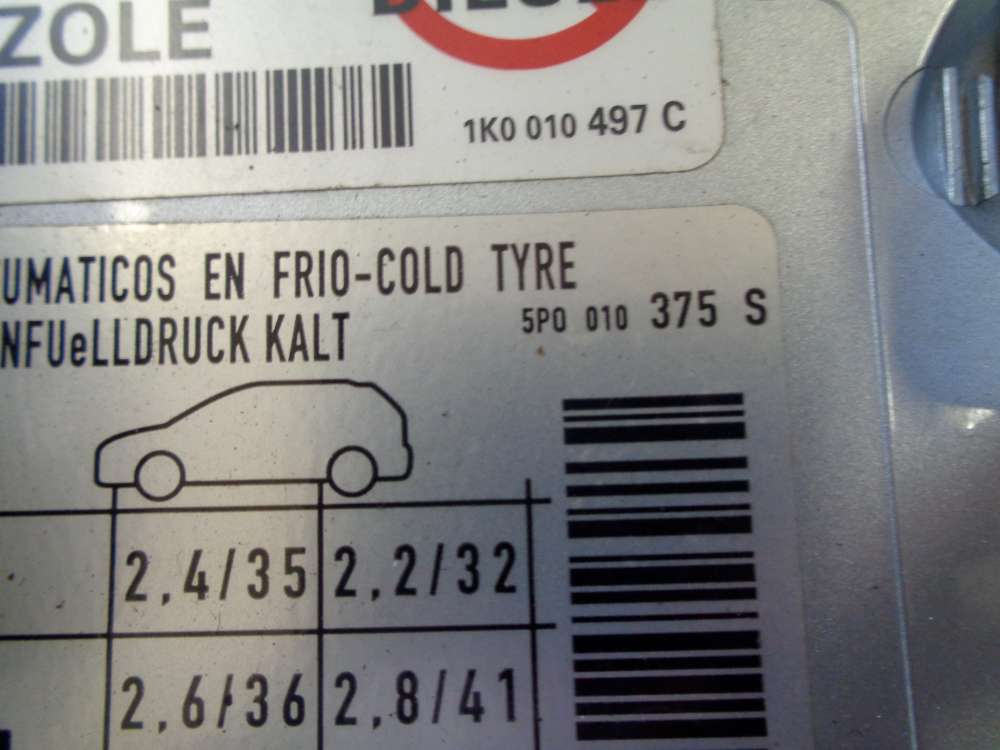 ZOLE
1K0 010 497 C
UMATICOS EN FRIO-COLD TYRE
NFUeLLDRUCK KALT
5P0 010 375 S
2,4/35 2,2/32
2,6/36 2,8/41